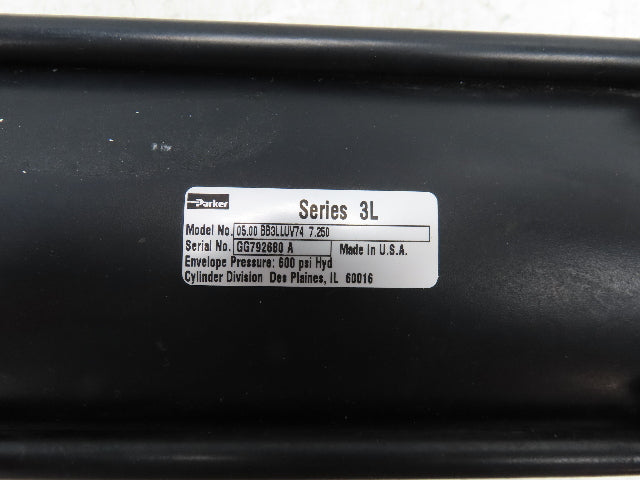 Parker
Series 3L
Model No. 05.00 BB3LLUV74 7.250
Serial No. GG792680 A Made In U.S.A.
Envelope Pressure: 600 psi Hyd
Cylinder Division Des Plaines, IL 60016